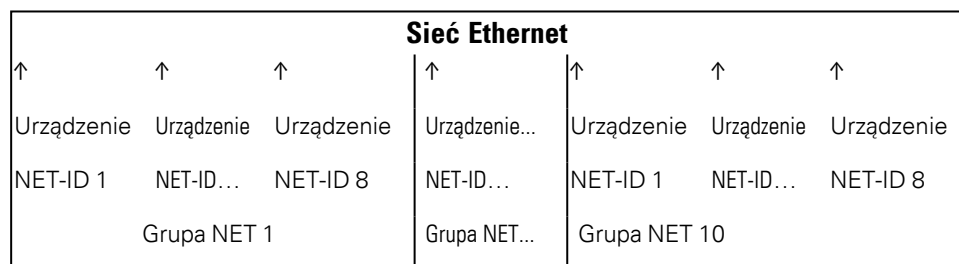 Sieć Ethernet
↑ ↑ ↑ ↑ ↑ ↑ ↑
Urządzenie Urządzenie Urządzenie Urządzenie... Urządzenie Urządzenie Urządzenie
NET-ID 1 NET-ID... NET-ID 8 NET-ID... NET-ID 1 NET-ID... NET-ID 8
Grupa NET 1 Grupa NET... Grupa NET 10